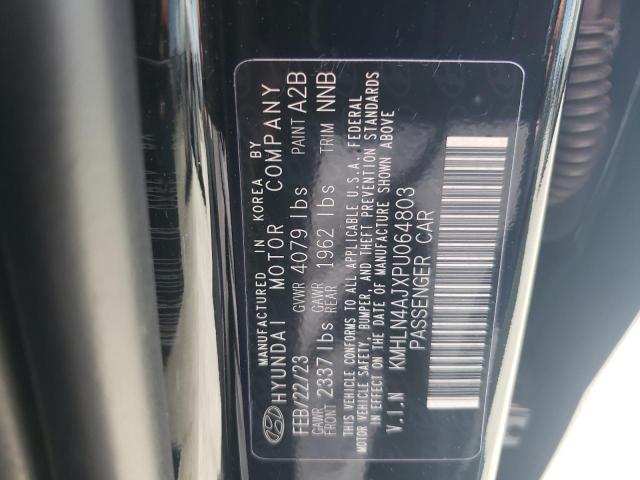 MANUFACTURED IN KOREA BY
HYUNDAI MOTOR COMPANY
FEB/22/23 GVWR 4079 lbs PAINT A2B
GAWR FRONT 2337 lbs GAWR REAR 1962 lbs TRIM NNB
THIS VEHICLE CONFORMS TO ALL APPLICABLE U.S.A. FEDERAL
MOTOR VEHICLE SAFETY, BUMPER, AND THEFT PREVENTION STANDARDS
IN EFFECT ON THE DATE OF MANUFACTURE SHOWN ABOVE
V.I.N KMHLN4AJXPU064803
PASSENGER CAR